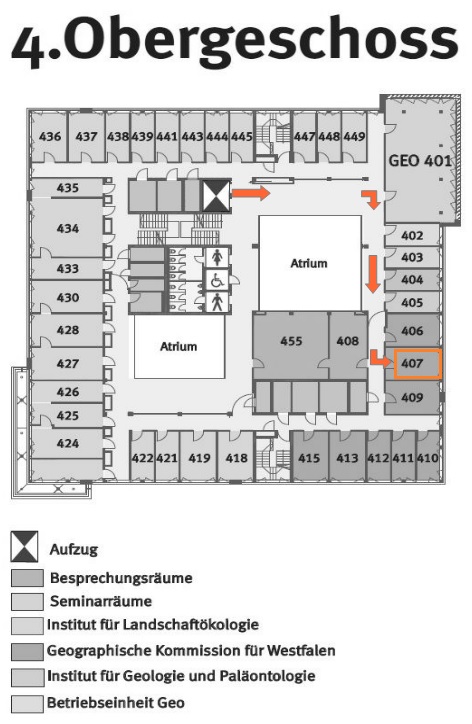 4.Obergeschoss
436 437 438 439 441 443 444 445 447 448 449
GEO 401
435
434
433
430
428
427
426
425
424
402
403
404
405
406
407
409
Atrium
Atrium
455 408
422 421 419 418 415 413 412 411 410
Aufzug
Besprechungsräume
Seminarräume
Institut für Landschaftökologie
Geographische Kommission für Westfalen
Institut für Geologie und Paläontologie
Betriebseinheit Geo